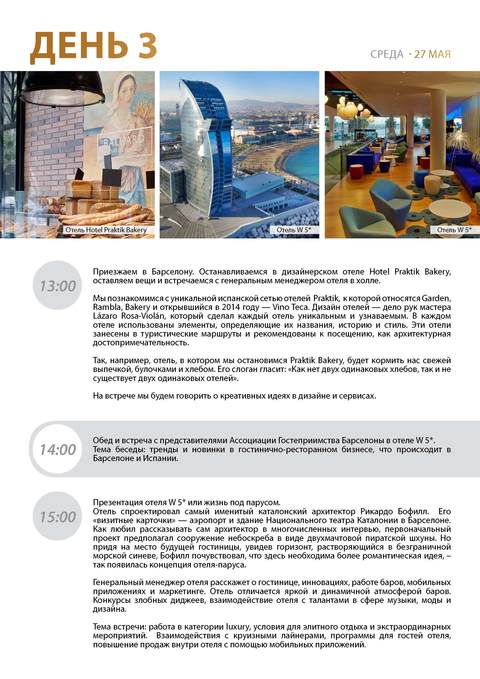 ДЕНЬ 3
СРЕДА · 27 МАЯ
BALUARD
Отель Hotel Praktik Bakery
Отель W 5*
Отель W 5*
13:00
Приезжаем в Барселону. Останавливаемся в дизайнерском отеле Hotel Praktik Bakery,
оставляем вещи и встречаемся с генеральным менеджером отеля в холле.
Мы познакомимся с уникальной испанской сетью отелей Praktik, к которой относятся Garden,
Rambla, Bakery и открывшийся в 2014 году — Vino Teca. Дизайн отелей — дело рук мастера
Lázaro Rosa-Violán, который сделал каждый отель уникальным и узнаваемым. В каждом
отеле использованы элементы, определяющие их названия, историю и стиль. Эти отели
занесены в туристические маршруты и рекомендованы к посещению, как архитектурная
достопримечательность.
Так, например, отель, в котором мы остановимся Praktik Bakery, будет кормить нас свежей
выпечкой, булочками и хлебом. Его слоган гласит: «Как нет двух одинаковых хлебов, так и не
существует двух одинаковых отелей».
На встрече мы будем говорить о креативных идеях в дизайне и сервисах.
14:00
Обед и встреча с представителями Ассоциации Гостеприимства Барселоны в отеле W 5*.
Тема беседы: тренды и новинки в гостинично-ресторанном бизнесе, что происходит в
Барселоне и Испании.
15:00
Презентация отеля W 5* или жизнь под парусом.
Отель спроектировал самый именитый каталонский архитектор Рикардо Бофилл. Его
«визитные карточки» — аэропорт и здание Национального театра Каталонии в Барселоне.
Как любил рассказывать сам архитектор в многочисленных интервью, первоначальный
проект предполагал сооружение небоскреба в виде двухмачтовой пиратской шхуны. Но
придя на место будущей гостиницы, увидев горизонт, растворяющийся в безграничной
морской синеве, Бофилл почувствовал, что здесь необходима более романтическая идея, –
так появилась концепция отеля-паруса.
Генеральный менеджер отеля расскажет о гостинице, инновациях, работе баров, мобильных
приложениях и маркетинге. Отель отличается яркой и динамичной атмосферой баров.
Конкурсы злобных диджеев, взаимодействие отеля с талантами в сфере музыки, моды и
дизайна.
Тема встречи: работа в категории luxury, условия для элитного отдыха и экстраординарных
мероприятий. Взаимодействия с круизными лайнерами, программы для гостей отеля,
повышение продаж внутри отеля с помощью мобильных приложений.